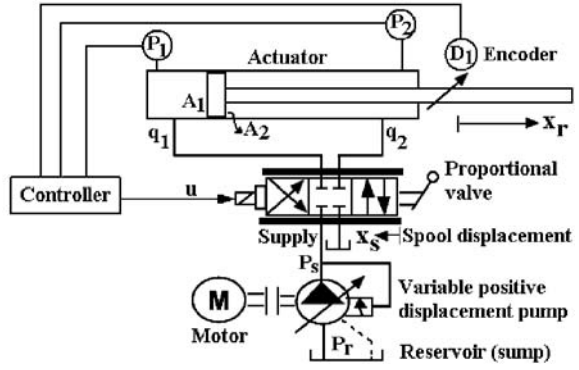 P1
P2
D1 Encoder
Actuator
A1
A2
q1
q2
xr
Controller
u
Proportional
valve
Supply
xs
Spool displacement
Ps
M
Motor
Variable positive
displacement pump
Pr
Reservoir (sump)